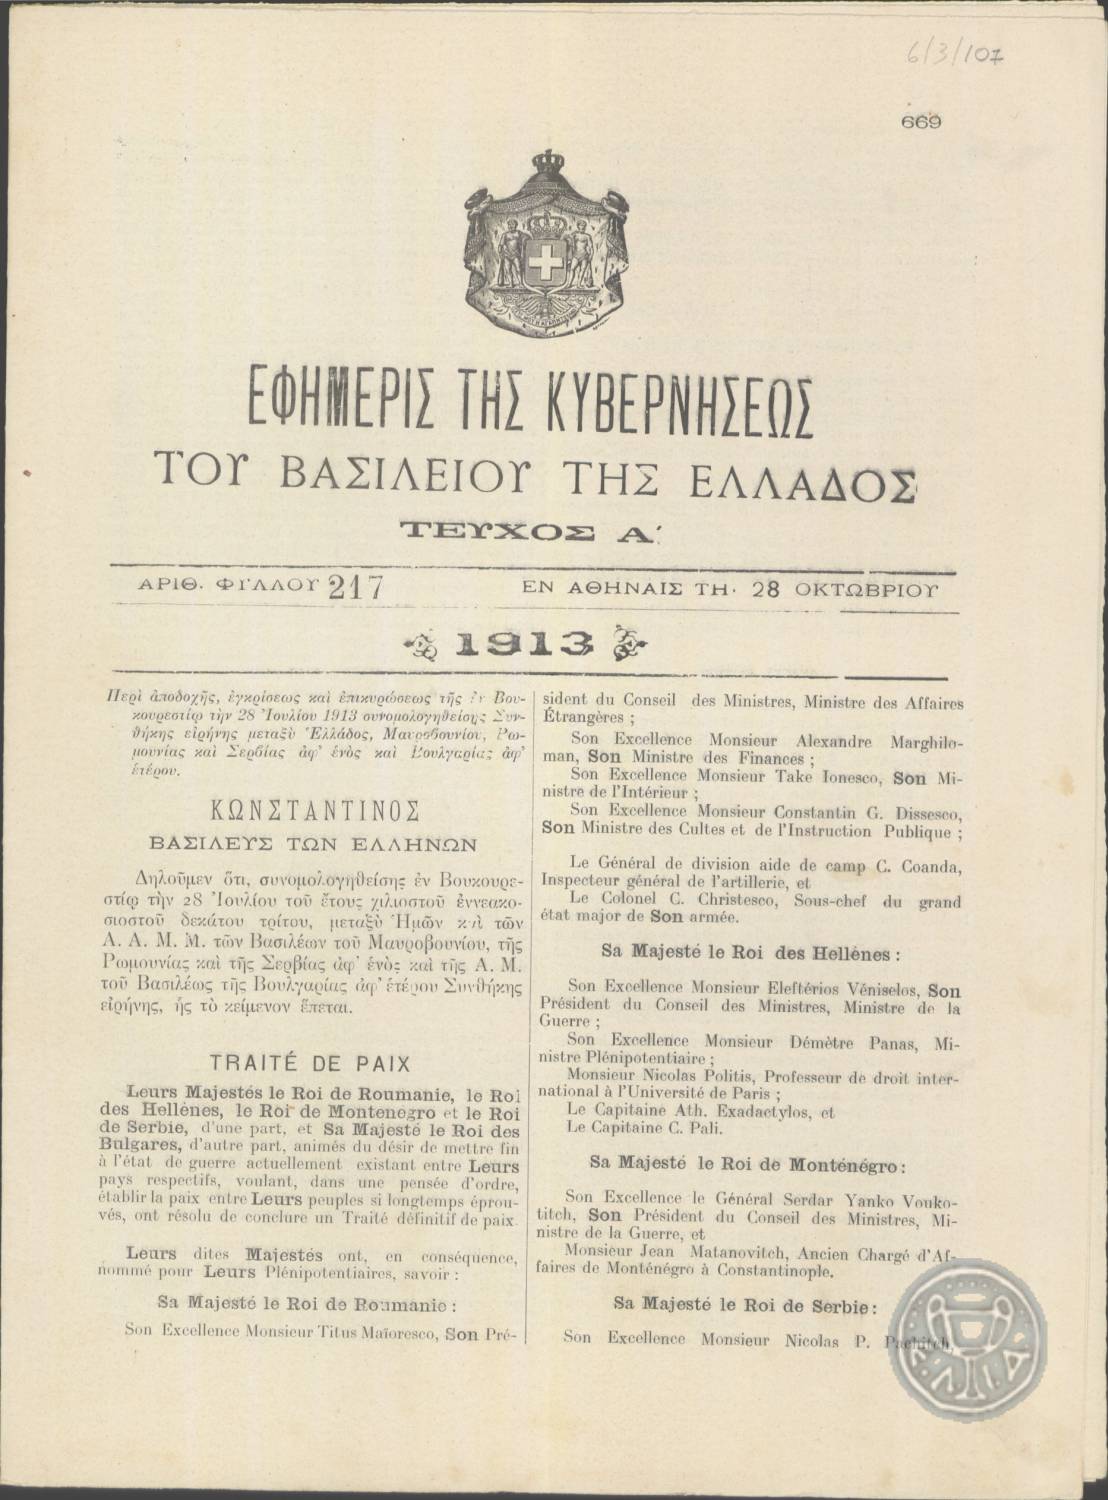 6/3/107
669
ΕΦΗΜΕΡΙΣ ΤΗΣ ΚΥΒΕΡΝΗΣΕΩΣ
ΤΟΥ ΒΑΣΙΛΕΙΟΥ ΤΗΣ ΕΛΛΑΔΟΣ
ΤΕΥΧΟΣ Α΄.
ΑΡΙΘ. ΦΥΛΛΟΥ 217
ΕΝ ΑΘΗΝΑΙΣ ΤΗ. 28 ΟΚΤΩΒΡΙΟΥ
1913
Περὶ ἀποδοχῆς, ἐγκρίσεως καὶ ἐπικυρώσεως τῆς ἐν Βου-
κουρεστίῳ τὴν 28 Ἰουλίου 1913 συνομολογηθείσης Συν-
θήκης εἰρήνης μεταξὺ Ἑλλάδος, Μαυροβουνίου, Ρω-
μουνίας καὶ Σερβίας ἀφ' ἑνὸς καὶ Βουλγαρίας ἀφ'
ἑτέρου.
ΚΩΝΣΤΑΝΤΙΝΟΣ
ΒΑΣΙΛΕΥΣ ΤΩΝ ΕΛΛΗΝΩΝ
Δηλοῦμεν ὅτι, συνομολογηθείσης ἐν Βουκουρε-
στίῳ τὴν 28 Ἰουλίου τοῦ ἔτους χιλιοστοῦ ἐννεακο-
σιοστοῦ δεκάτου τρίτου, μεταξὺ Ἡμῶν καὶ τῶν
Α. Α. Μ. Μ. τῶν Βασιλέων τοῦ Μαυροβουνίου, τῆς
Ρωμουνίας καὶ τῆς Σερβίας ἀφ' ἑνὸς καὶ τῆς Α. Μ.
τοῦ Βασιλέως τῆς Βουλγαρίας ἀφ' ἑτέρου Συνθήκης
εἰρήνης, ἧς τὸ κείμενον ἕπεται.
TRAITÉ DE PAIX
Leurs Majestés le Roi de Roumanie, le Roi
des Hellènes, le Roi de Montenegro et le Roi
de Serbie, d'une part, et Sa Majesté le Roi des
Bulgares, d'autre part, animés du désir de mettre fin
à l'état de guerre actuellement existant entre Leurs
pays respectifs, voulant, dans une pensée d'ordre,
établir la paix entre Leurs peuples si longtemps éprou-
vés, ont résolu de conclure un Traité définitif de paix.
Leurs dites Majestés ont, en conséquence,
nommé pour Leurs Plénipotentiaires, savoir :
Sa Majesté le Roi de Roumanie :
Son Excellence Monsieur Titus Maïoresco, Son Pré-
sident du Conseil des Ministres, Ministre des Affaires
Étrangères ;
Son Excellence Monsieur Alexandre Marghilo-
man, Son Ministre des Finances ;
Son Excellence Monsieur Take Ionesco, Son Mi-
nistre de l'Intérieur ;
Son Excellence Monsieur Constantin G. Dissesco,
Son Ministre des Cultes et de l'Instruction Publique ;
Le Général de division aide de camp C. Coanda,
Inspecteur général de l'artillerie, et
Le Colonel C. Christesco, Sous-chef du grand
état major de Son armée.
Sa Majesté le Roi des Hellènes :
Son Excellence Monsieur Eleftérios Véniselos, Son
Président du Conseil des Ministres, Ministre de la
Guerre ;
Son Excellence Monsieur Démètre Panas, Mi-
nistre Plénipotentiaire ;
Monsieur Nicolas Politis, Professeur de droit inter-
national à l'Université de Paris ;
Le Capitaine Ath. Exadactylos, et
Le Capitaine C. Pali.
Sa Majesté le Roi de Monténégro :
Son Excellence le Général Serdar Yanko Vouko-
titch, Son Président du Conseil des Ministres, Mi-
nistre de la Guerre, et
Monsieur Jean Matanovitch, Ancien Chargé d'Af-
faires de Monténégro à Constantinople.
Sa Majesté le Roi de Serbie :
Son Excellence Monsieur Nicolas P. Pachitch,